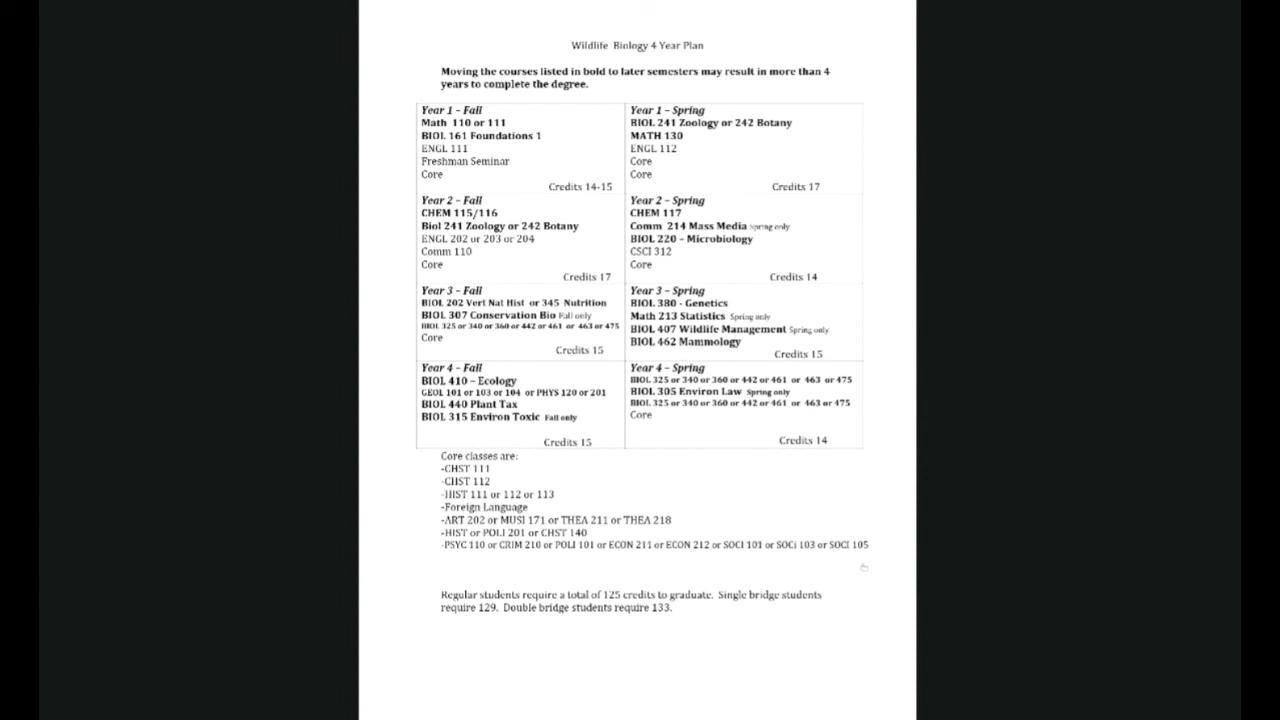 Wildlife Biology 4 Year Plan
Moving the courses listed in bold to later semesters may result in more than 4
years to complete the degree.
Year 1 – Fall
Math 110 or 111
BIOL 161 Foundations 1
ENGL 111
Freshman Seminar
Core
Credits 14-15
Year 1 – Spring
BIOL 241 Zoology or 242 Botany
MATH 130
ENGL 112
Core
Core
Credits 17
Year 2 – Fall
CHEM 115/116
Biol 241 Zoology or 242 Botany
ENGL 202 or 203 or 204
Comm 110
Core
Credits 17
Year 2 – Spring
CHEM 117
Comm 214 Mass Media Spring only
BIOL 220 – Microbiology
CSCI 312
Core
Credits 14
Year 3 – Fall
BIOL 202 Vert Nat Hist or 345 Nutrition
BIOL 307 Conservation Bio Fall only
BIOL 325 or 340 or 360 or 442 or 461 or 463 or 475
Core
Credits 15
Year 3 – Spring
BIOL 380 - Genetics
Math 213 Statistics Spring only
BIOL 407 Wildlife Management Spring only
BIOL 462 Mammology
Credits 15
Year 4 – Fall
BIOL 410 – Ecology
GEOL 101 or 103 or 104 or PHYS 120 or 201
BIOL 440 Plant Tax
BIOL 315 Environ Toxic Fall only
Credits 15
Year 4 – Spring
BIOL 325 or 340 or 360 or 442 or 461 or 463 or 475
BIOL 305 Environ Law Spring only
BIOL 325 or 340 or 360 or 442 or 461 or 463 or 475
Core
Credits 14
Core classes are:
-CHST 111
-CHST 112
-HIST 111 or 112 or 113
-Foreign Language
-ART 202 or MUSI 171 or THEA 211 or THEA 218
-HIST or POLI 201 or CHST 140
-PSYC 110 or CRIM 210 or POLI 101 or ECON 211 or ECON 212 or SOCI 101 or SOCi 103 or SOCI 105
Regular students require a total of 125 credits to graduate. Single bridge students
require 129. Double bridge students require 133.